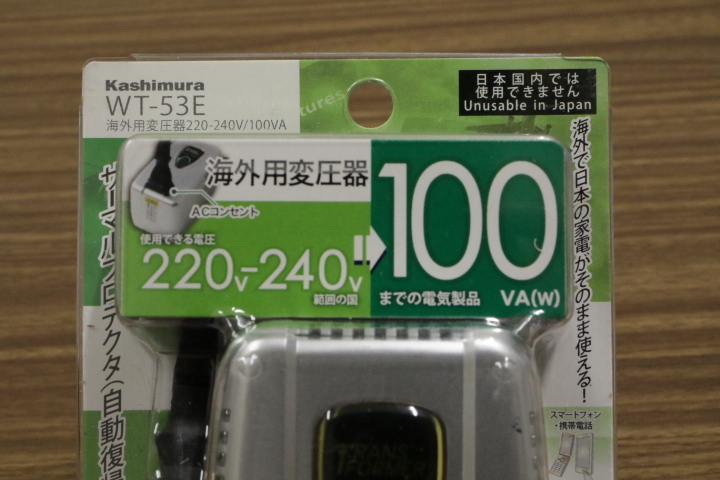 Kashimura
WT-53E
海外用変圧器220-240V/100VA
日本国内では
使用できません
Unusable in Japan
海外用変圧器
ACコンセント
使用できる電圧
220V-240V
範囲の国
100
までの電気製品 VA(W)
海外で日本の家電がそのまま使える!
サーマルプロテクタ(自動復帰
スマートフォン
・携帯電話
TRANS
FORMER